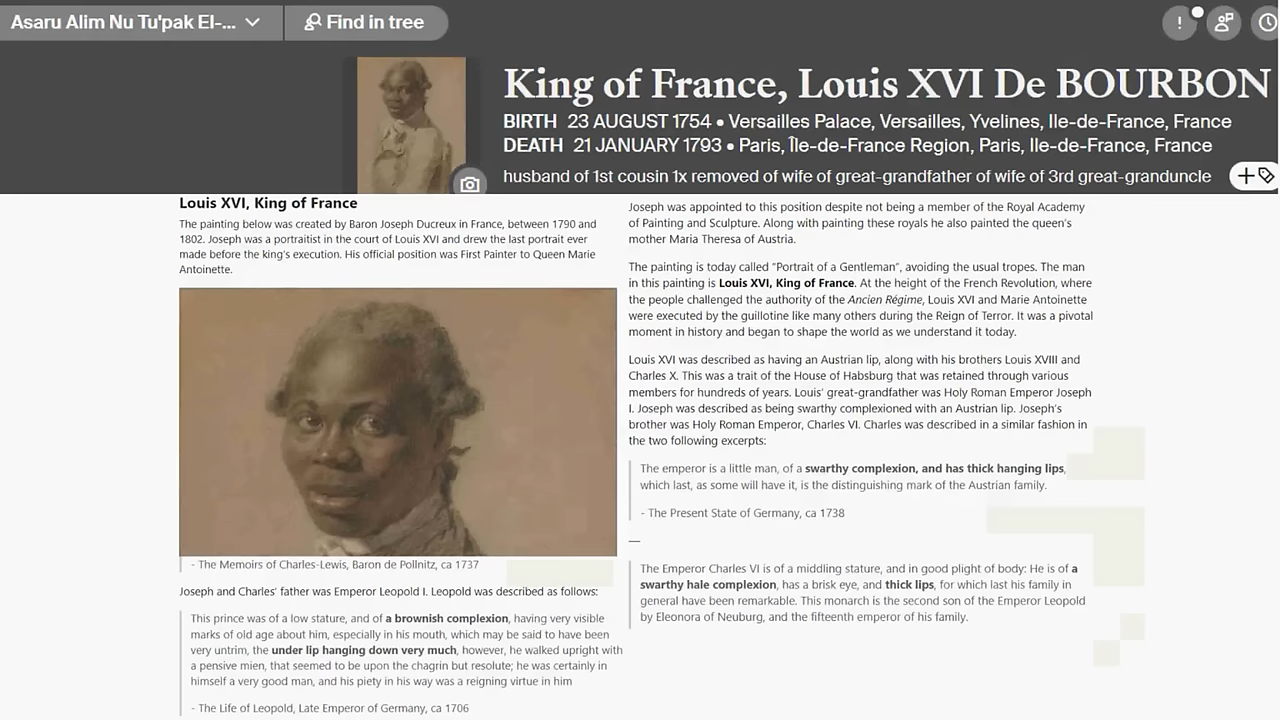 Asaru Alim Nu Tu'pak El-...
Find in tree
King of France, Louis XVI De BOURBON
BIRTH 23 AUGUST 1754 • Versailles Palace, Versailles, Yvelines, Ile-de-France, France
DEATH 21 JANUARY 1793 • Paris, Île-de-France Region, Paris, Ile-de-France, France
husband of 1st cousin 1x removed of wife of great-grandfather of wife of 3rd great-granduncle
Louis XVI, King of France
The painting below was created by Baron Joseph Ducreux in France, between 1790 and
1802. Joseph was a portraitist in the court of Louis XVI and drew the last portrait ever
made before the king's execution. His official position was First Painter to Queen Marie
Antoinette.
- The Memoirs of Charles-Lewis, Baron de Pollnitz, ca 1737
Joseph and Charles' father was Emperor Leopold I. Leopold was described as follows:
This prince was of a low stature, and of a brownish complexion, having very visible
marks of old age about him, especially in his mouth, which may be said to have been
very untrim, the under lip hanging down very much, however, he walked upright with
a pensive mien, that seemed to be upon the chagrin but resolute; he was certainly in
himself a very good man, and his piety in his way was a reigning virtue in him
- The Life of Leopold, Late Emperor of Germany, ca 1706
Joseph was appointed to this position despite not being a member of the Royal Academy
of Painting and Sculpture. Along with painting these royals he also painted the queen's
mother Maria Theresa of Austria.
The painting is today called "Portrait of a Gentleman", avoiding the usual tropes. The man
in this painting is Louis XVI, King of France. At the height of the French Revolution, where
the people challenged the authority of the Ancien Régime, Louis XVI and Marie Antoinette
were executed by the guillotine like many others during the Reign of Terror. It was a pivotal
moment in history and began to shape the world as we understand it today.
Louis XVI was described as having an Austrian lip, along with his brothers Louis XVIII and
Charles X. This was a trait of the House of Habsburg that was retained through various
members for hundreds of years. Louis' great-grandfather was Holy Roman Emperor Joseph
I. Joseph was described as being swarthy complexioned with an Austrian lip. Joseph's
brother was Holy Roman Emperor, Charles VI. Charles was described in a similar fashion in
the two following excerpts:
The emperor is a little man, of a swarthy complexion, and has thick hanging lips,
which last, as some will have it, is the distinguishing mark of the Austrian family.
- The Present State of Germany, ca 1738
—
The Emperor Charles VI is of a middling stature, and in good plight of body: He is of a
swarthy hale complexion, has a brisk eye, and thick lips, for which last his family in
general have been remarkable. This monarch is the second son of the Emperor Leopold
by Eleonora of Neuburg, and the fifteenth emperor of his family.